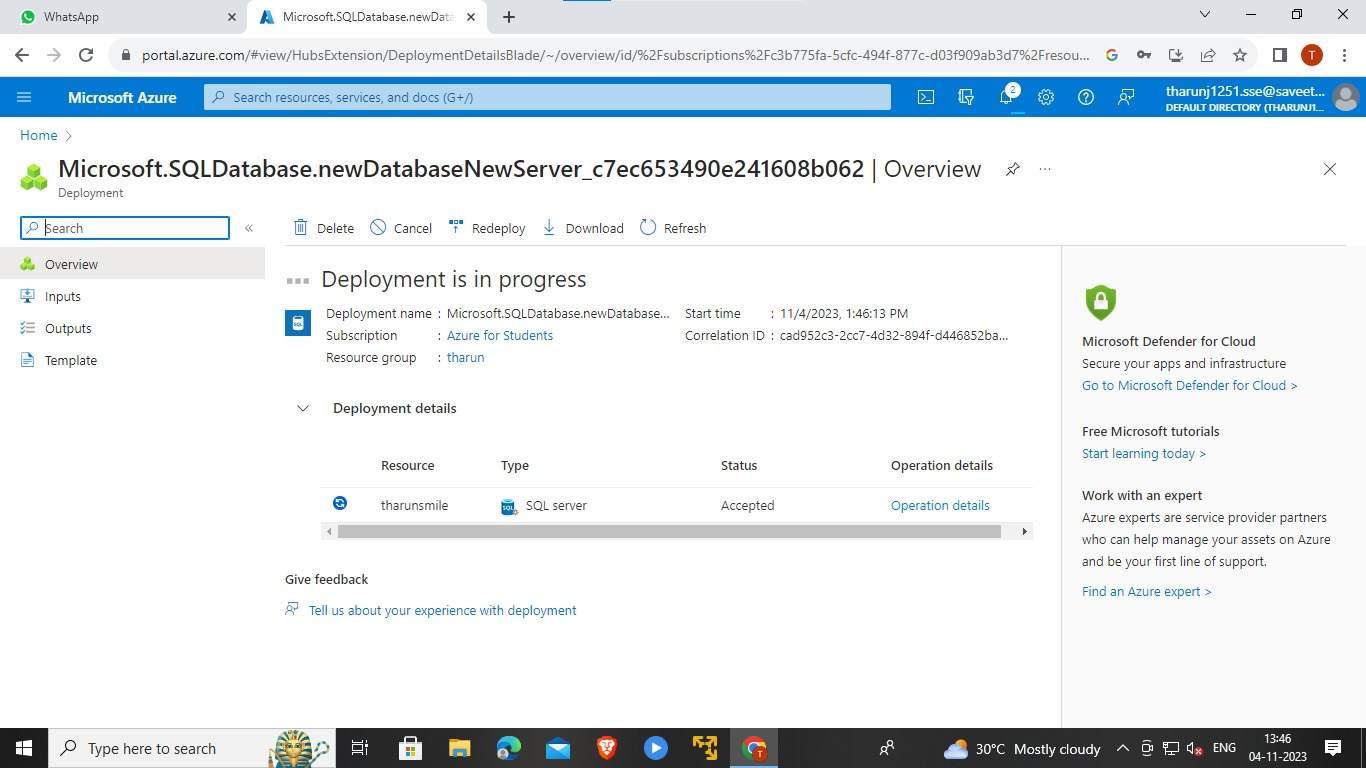 WhatsApp
Microsoft.SQLDatabase.newData
portal.azure.com/#view/HubsExtension/DeploymentDetailsBlade/~/overview/id/%2Fsubscriptions%2Fc3b775fa-5cfc-494f-877c-d03f909ab3d7%2Fresou...
T
Microsoft Azure
Search resources, services, and docs (G+/)
2
tharunj1251.sse@saveet...
DEFAULT DIRECTORY (THARUNJ1...
Home >
Microsoft.SQLDatabase.newDatabaseNewServer_c7ec653490e241608b062 | Overview
...
Deployment
Search
«
Delete
Cancel
Redeploy
Download
Refresh
Overview
Inputs
Outputs
Template
Deployment is in progress
Deployment name : Microsoft.SQLDatabase.newDatabase...
Subscription : Azure for Students
Resource group : tharun
Start time : 11/4/2023, 1:46:13 PM
Correlation ID : cad952c3-2cc7-4d32-894f-d446852ba...
Deployment details
Resource Type Status Operation details
tharunsmile SQL SQL server Accepted Operation details
Give feedback
Tell us about your experience with deployment
Microsoft Defender for Cloud
Secure your apps and infrastructure
Go to Microsoft Defender for Cloud >
Free Microsoft tutorials
Start learning today >
Work with an expert
Azure experts are service provider partners
who can help manage your assets on Azure
and be your first line of support.
Find an Azure expert >
Type here to search
T
30°C Mostly cloudy
ENG
13:46
04-11-2023